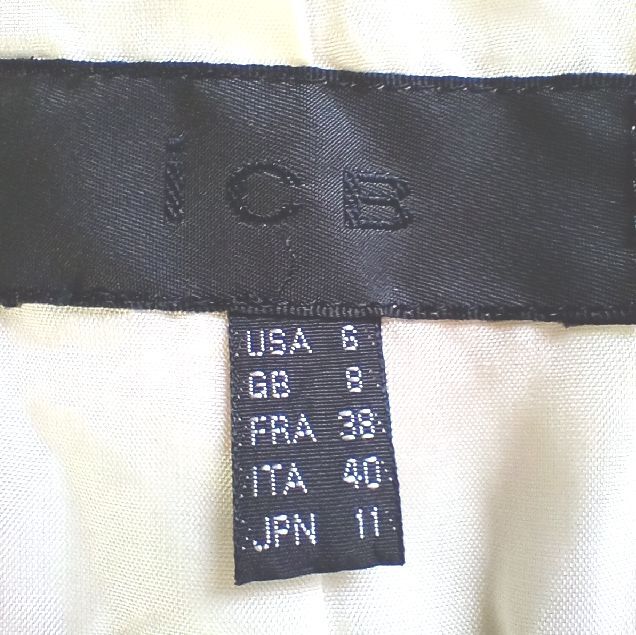 iCB
USA 6
GB 8
FRA 38
ITA 40
JPN 11